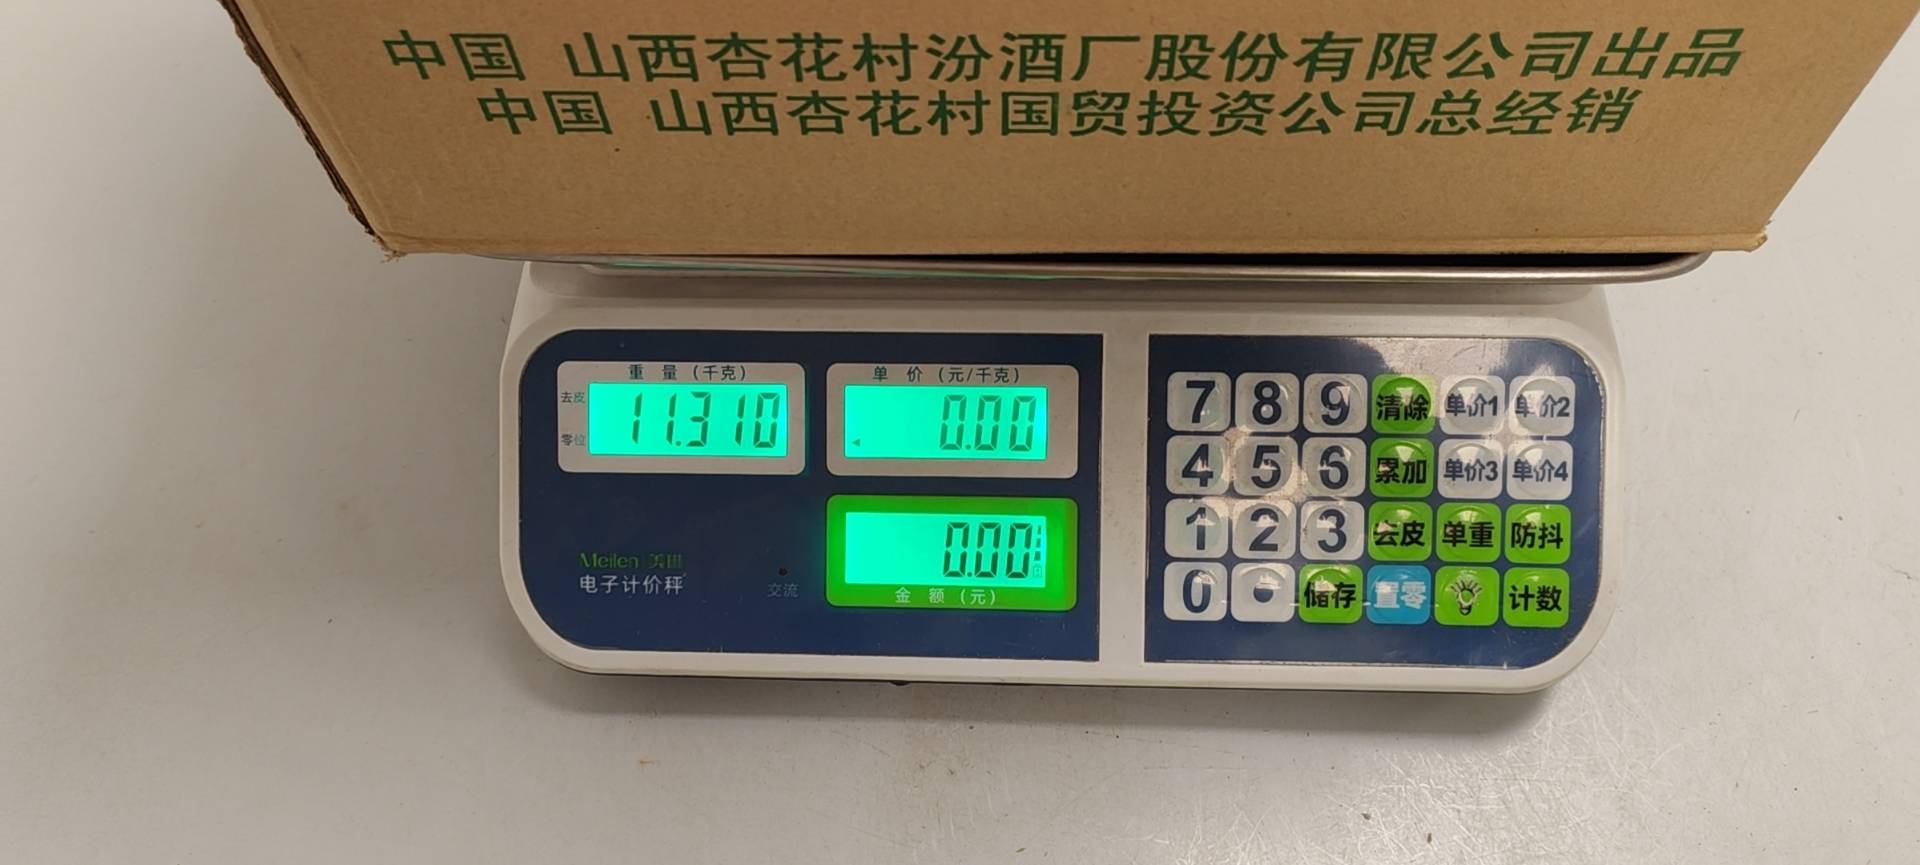 中国 山西杏花村汾酒厂股份有限公司出品
中国 山西杏花村国贸投资公司总经销
重量(千克)
去皮
零位
11.310
单价(元/千克)
0.00
0.00
金额(元)
Meilen 美琳
电子计价秤
交流
7 8 9 清除 单价1 单价2
4 5 6 累加 单价3 单价4
1 2 3 去皮 单重 防抖
0 • 储存 置零 计数